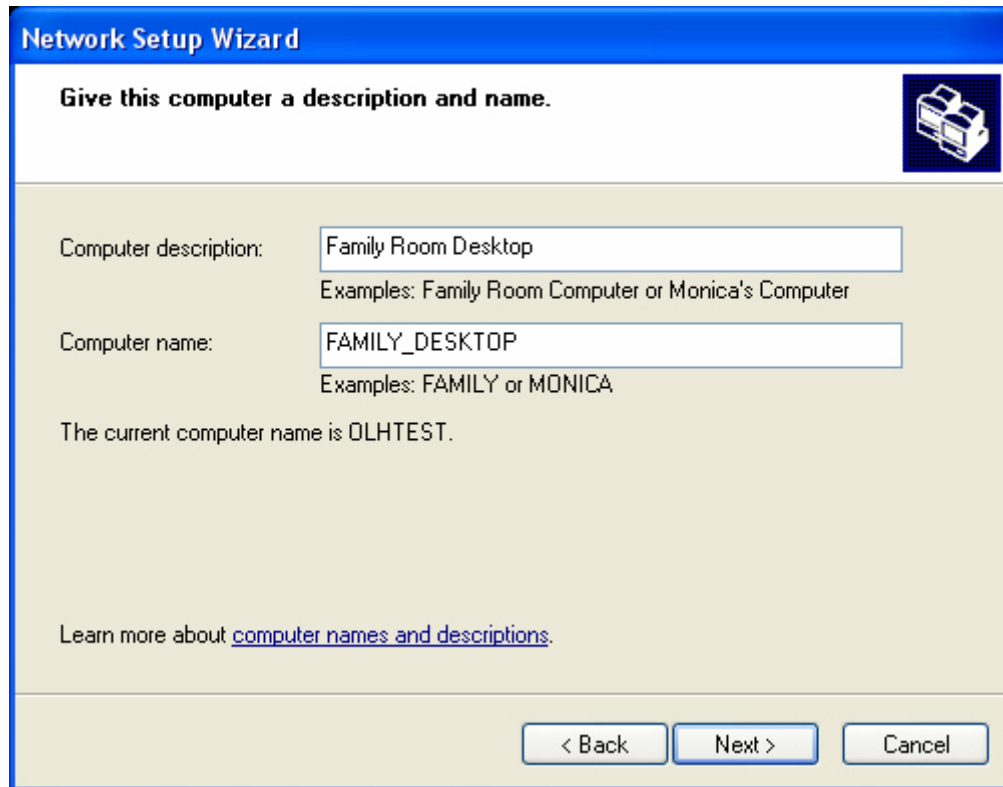 Network Setup Wizard
Give this computer a description and name.
Computer description: Family Room Desktop
Examples: Family Room Computer or Monica's Computer
Computer name: FAMILY_DESKTOP
Examples: FAMILY or MONICA
The current computer name is OLHTEST.
Learn more about computer names and descriptions.
< Back Next > Cancel